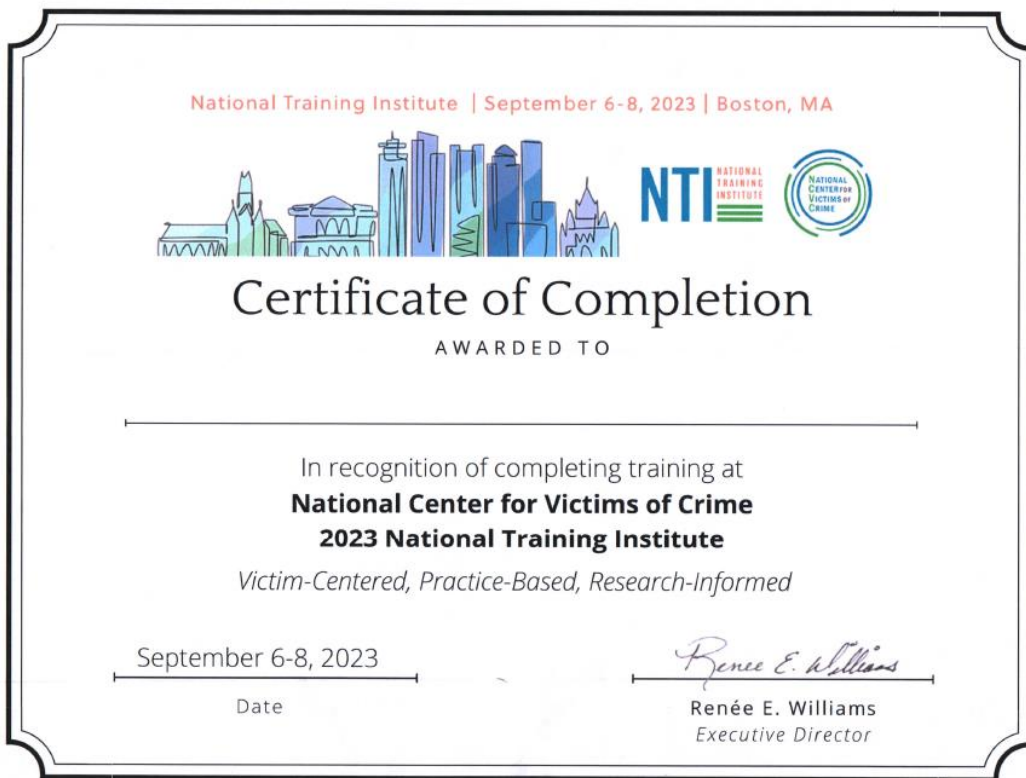 National Training Institute | September 6-8, 2023 | Boston, MA
NTI
NATIONAL
TRAINING
INSTITUTE
NATIONAL
CENTER FOR
VICTIMS OF
CRIME
Certificate of Completion
AWARDED TO
In recognition of completing training at
National Center for Victims of Crime
2023 National Training Institute
Victim-Centered, Practice-Based, Research-Informed
September 6-8, 2023
Renee E. Williams
Date
Renée E. Williams
Executive Director